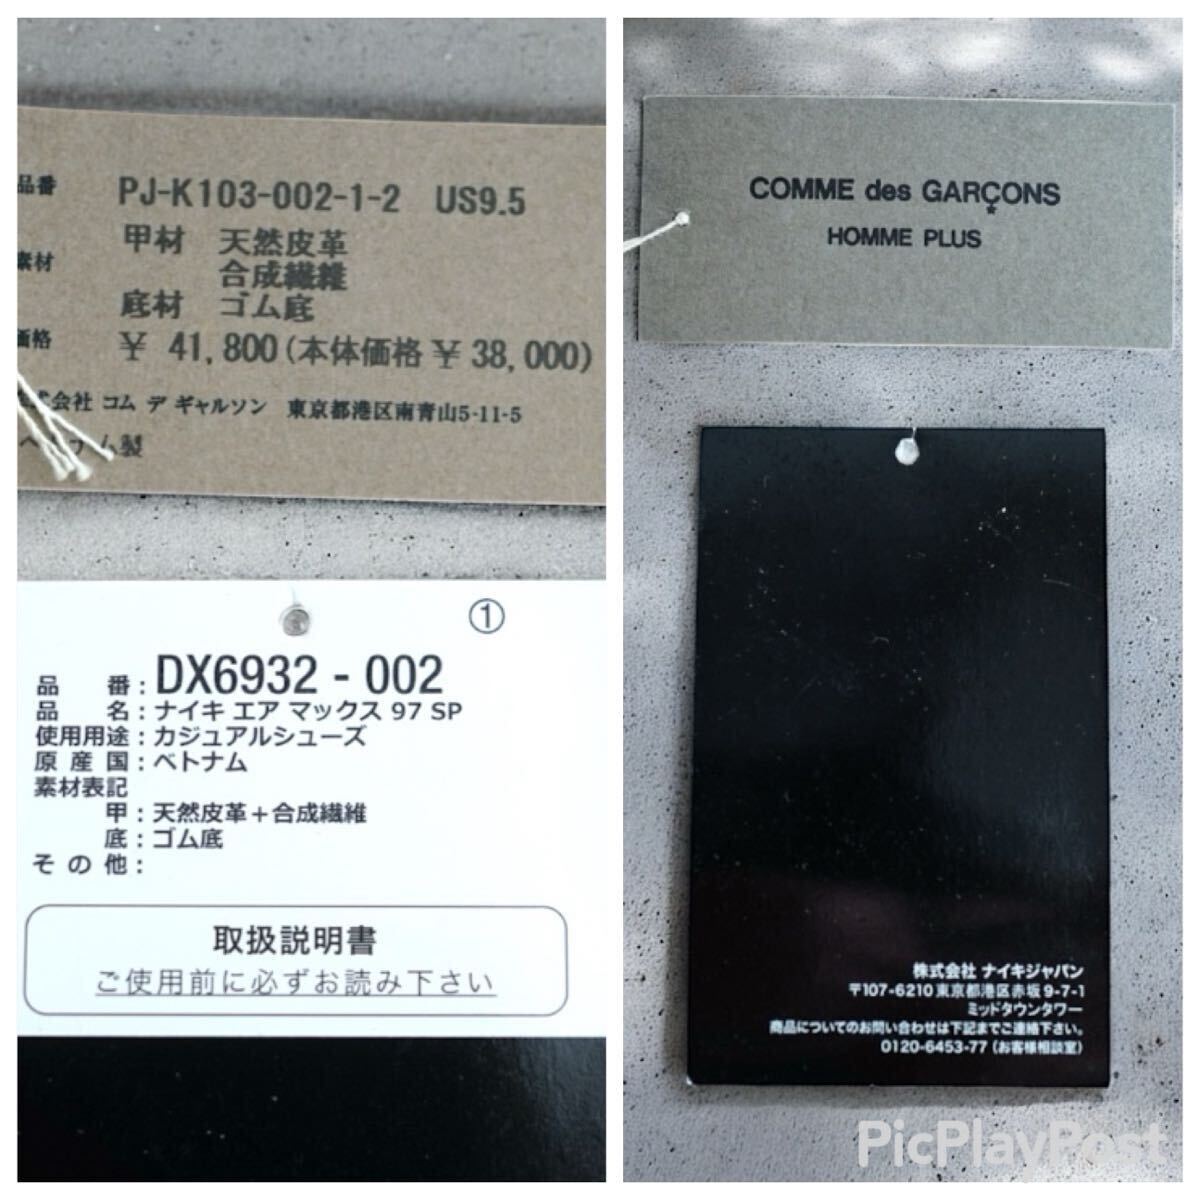 品番 PJ-K103-002-1-2 US9.5
素材 甲材 天然皮革
合成繊維
底材 ゴム底
価格 ¥ 41,800(本体価格 ¥ 38,000)
式会社 コム デ ギャルソン 東京都港区南青山5-11-5
ベトナム製
①
品 番:DX6932 - 002
品 名:ナイキ エア マックス 97 SP
使用用途:カジュアルシューズ
原産国:ベトナム
素材表記
甲:天然皮革+合成繊維
底:ゴム底
その他:
取扱説明書
ご使用前に必ずお読み下さい
COMME des GARÇONS
HOMME PLUS
株式会社 ナイキジャパン
〒107-6210 東京都港区赤坂 9-7-1
ミッドタウンタワー
商品についてのお問い合わせは下記までご連絡下さい。
0120-6453-77 (お客様相談室)
PicPlayPost